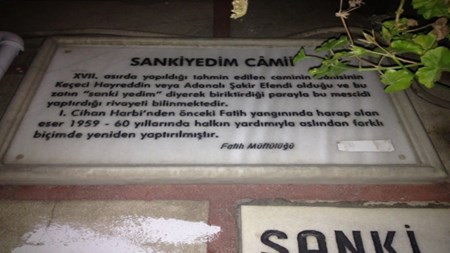 SANKİYEDİM CÂMİİ
XVII. asırda yapıldığı tahmin edilen caminin bânisinin
Keçeci Hayreddin veya Adanalı Şakir Efendi olduğu ve bu
zatın "sanki yedim" diyerek biriktirdiği parayla bu mescidi
yaptırdığı rivayeti bilinmektedir.
I. Cihan Harbi'nden önceki Fatih yangınında harap olan
eser 1959 - 60 yıllarında halkın yardımıyla aslından farklı
biçimde yeniden yaptırılmıştır.
Fatih Müftülüğü
SANKİ